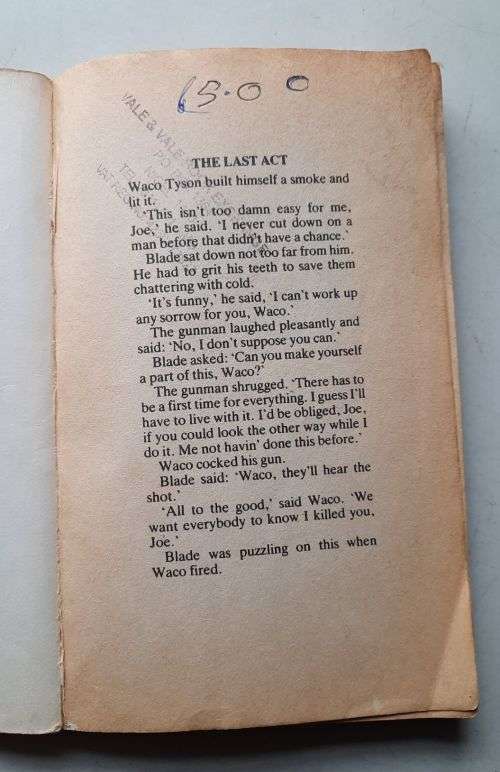 65.00
VALE & VALE
THE LAST ACT
Waco Tyson built himself a smoke and
lit it.
'This isn't too damn easy for me,
Joe,' he said. 'I never cut down on a
man before that didn't have a chance.'
Blade sat down not too far from him.
He had to grit his teeth to save them
chattering with cold.
'It's funny,' he said, 'I can't work up
any sorrow for you, Waco.'
The gunman laughed pleasantly and
said: 'No, I don't suppose you can.'
Blade asked: 'Can you make yourself
a part of this, Waco?'
The gunman shrugged. 'There has to
be a first time for everything. I guess I'll
have to live with it. I'd be obliged, Joe,
if you could look the other way while I
do it. Me not havin' done this before.'
Waco cocked his gun.
Blade said: 'Waco, they'll hear the
shot.'
'All to the good,' said Waco. 'We
want everybody to know I killed you,
Joe.'
Blade was puzzling on this when
Waco fired.